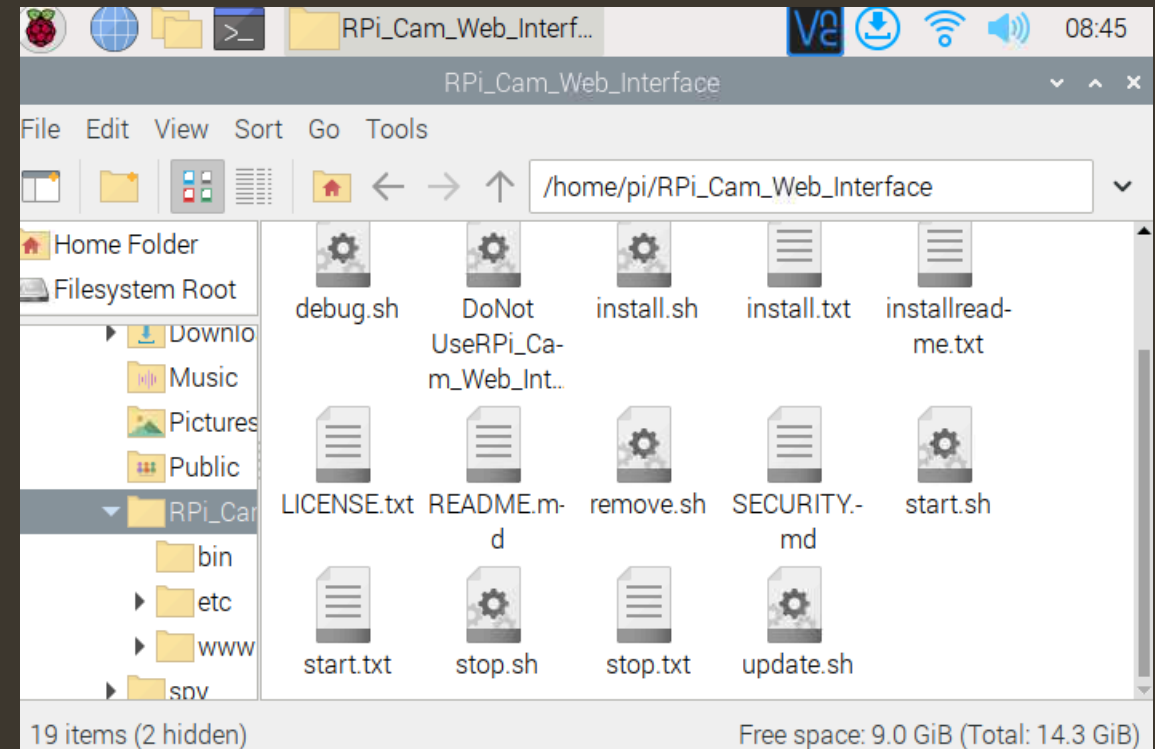 RPi_Cam_Web_Interf...
08:45
RPi_Cam_Web_Interface
File Edit View Sort Go Tools
/home/pi/RPi_Cam_Web_Interface
Home Folder
Filesystem Root
Downlo
Music
Pictures
Public
RPi_Car
bin
etc
www
spv
debug.sh
DoNot
UseRPi_Ca-
m_Web_Int..
install.sh
install.txt
installread-
me.txt
LICENSE.txt
README.m-
d
remove.sh
SECURITY.-
md
start.sh
start.txt
stop.sh
stop.txt
update.sh
19 items (2 hidden)
Free space: 9.0 GiB (Total: 14.3 GiB)